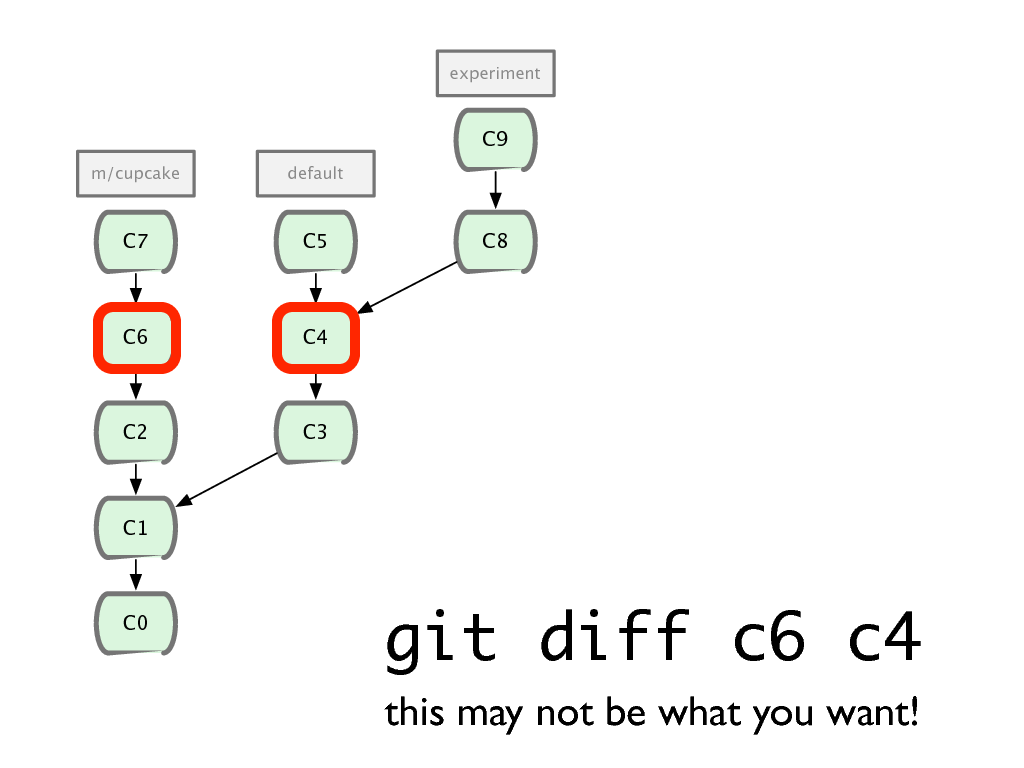 experiment
C9
m/cupcake
default
C7
C5
C8
C6
C4
C2
C3
C1
C0
git diff c6 c4
this may not be what you want!